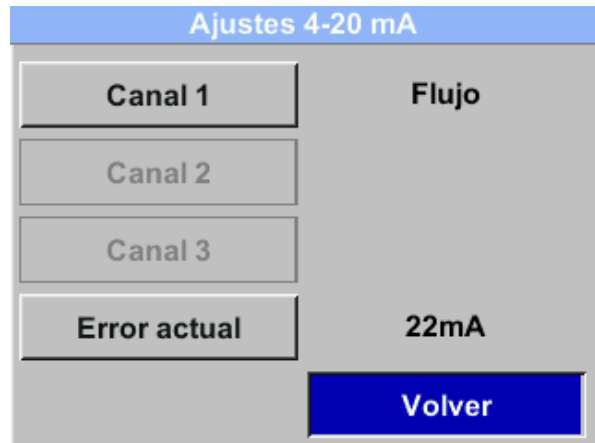 Ajustes 4-20 mA
Canal 1 Flujo
Canal 2
Canal 3
Error actual 22mA
Volver